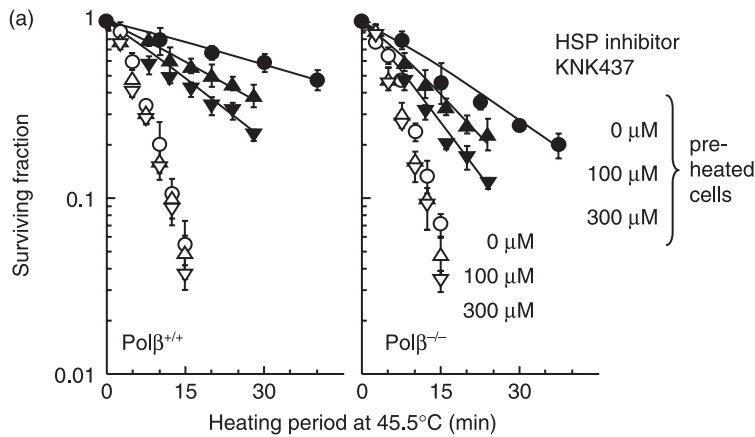 (a)
1
0.1
0.01
Surviving fraction
Polβ+/+
Polβ−/−
0 15 30
0 15 30
Heating period at 45.5°C (min)
0 μM
100 μM
300 μM
HSP inhibitor
KNK437
0 μM
100 μM
300 μM
pre-
heated
cells